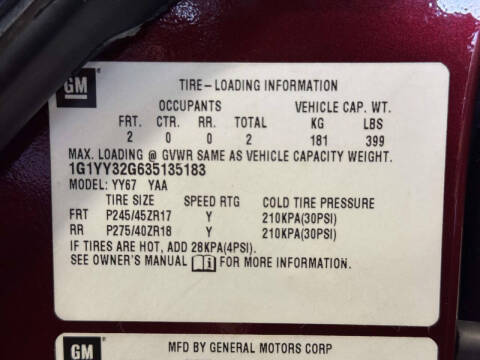 GM
TIRE-LOADING INFORMATION
OCCUPANTS VEHICLE CAP. WT.
FRT. CTR. RR. TOTAL KG LBS
2 0 0 2 181 399
MAX. LOADING @ GVWR SAME AS VEHICLE CAPACITY WEIGHT.
1G1YY32G635135183
MODEL: YY67 YAA
TIRE SIZE SPEED RTG COLD TIRE PRESSURE
FRT P245/45ZR17 Y 210KPA(30PSI)
RR P275/40ZR18 Y 210KPA(30PSI)
IF TIRES ARE HOT, ADD 28KPA(4PSI).
SEE OWNER'S MANUAL i FOR MORE INFORMATION.
GM
MFD BY GENERAL MOTORS CORP